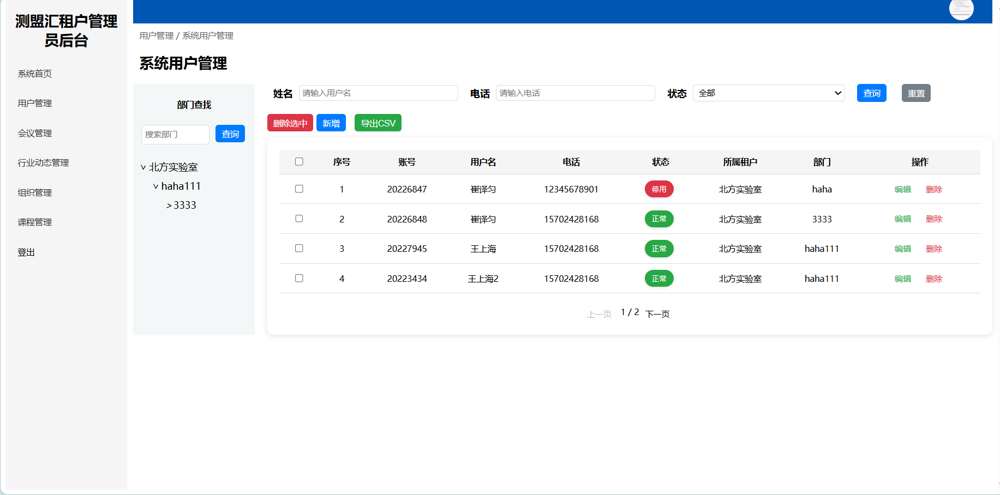 测盟汇租户管理
员后台
系统首页
用户管理
会议管理
行业动态管理
组织管理
课程管理
登出
用户管理 / 系统用户管理
系统用户管理
部门查找
搜索部门 查询
北方实验室
haha111
> 3333
姓名 请输入用户名 电话 请输入电话 状态 全部 查询 重置
删除选中 新增 导出CSV
序号 账号 用户名 电话 状态 所属租户 部门 操作
1 20226847 崔译匀 12345678901 停用 北方实验室 haha 编辑 删除
2 20226848 崔译匀 15702428168 正常 北方实验室 3333 编辑 删除
3 20227945 王上海 15702428168 正常 北方实验室 haha111 编辑 删除
4 20223434 王上海2 15702428168 正常 北方实验室 haha111 编辑 删除
上一页 1 / 2 下一页